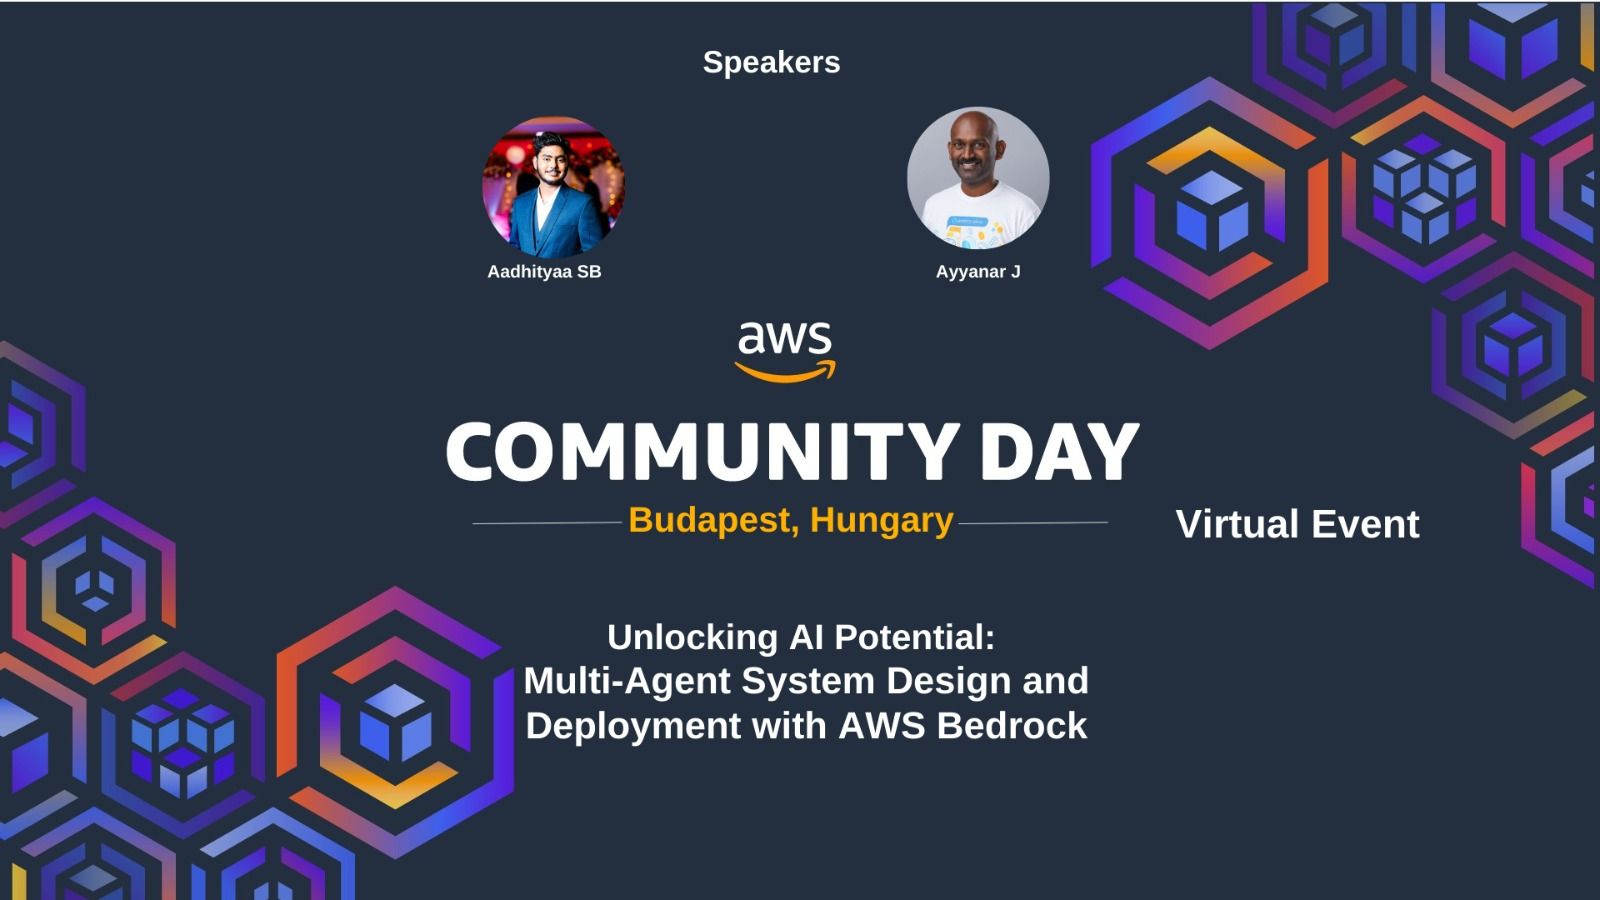 Speakers
Aadhityaa SB
Ayyanar J
aws
COMMUNITY DAY
Budapest, Hungary
Virtual Event
Unlocking AI Potential:
Multi-Agent System Design and
Deployment with AWS Bedrock